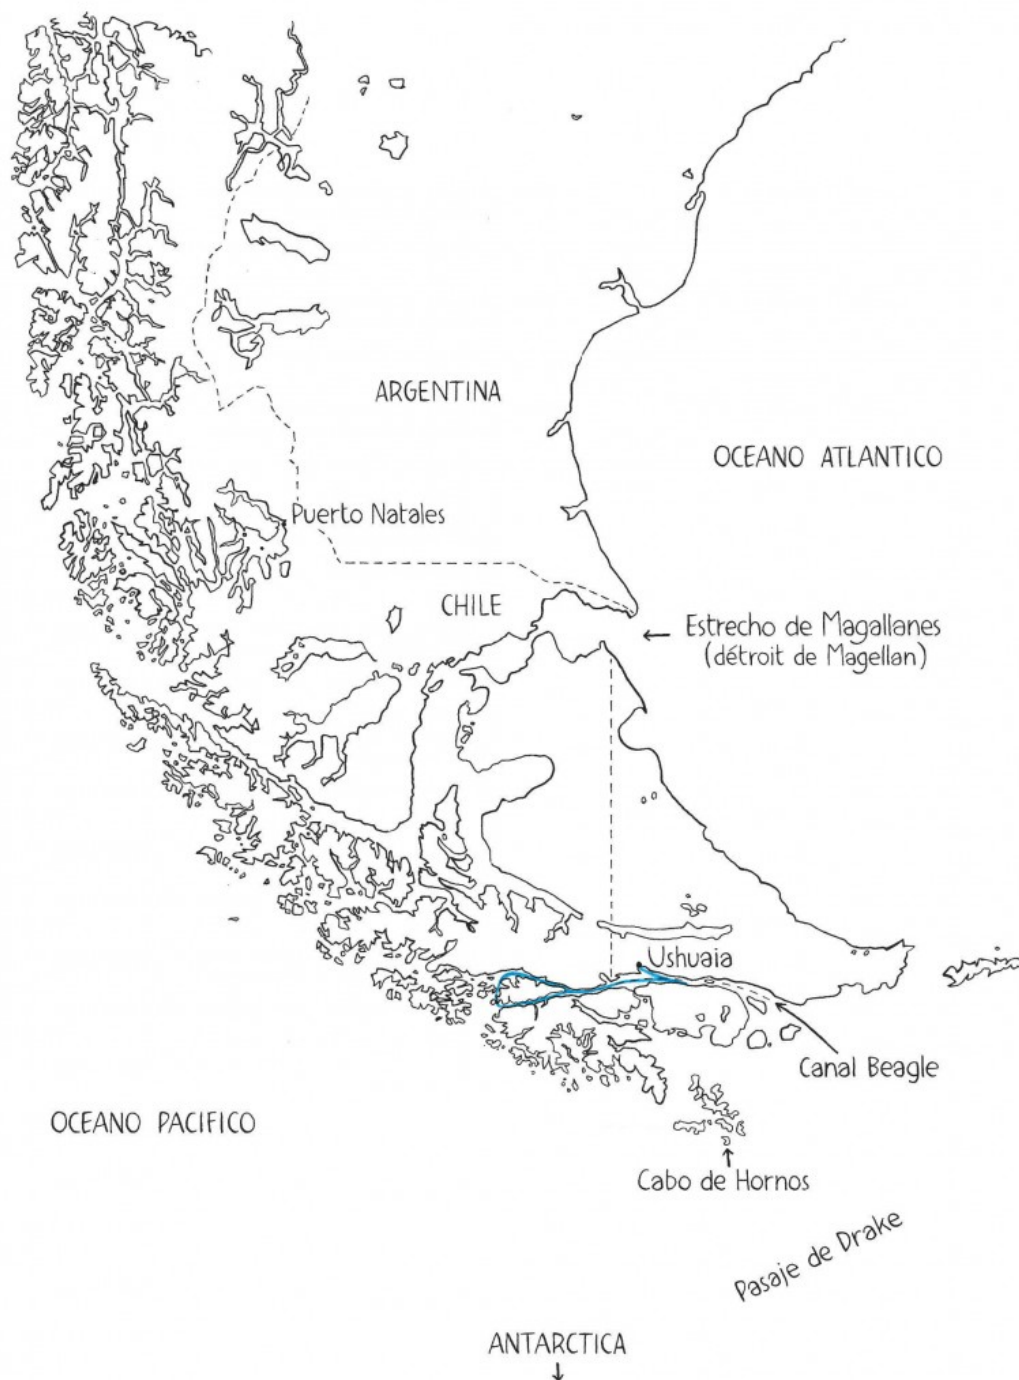 ARGENTINA
OCEANO ATLANTICO
Puerto Natales
CHILE
Estrecho de Magallanes
(détroit de Magellan)
Ushuaia
Canal Beagle
OCEANO PACIFICO
Cabo de Hornos
Pasaje de Drake
ANTARCTICA